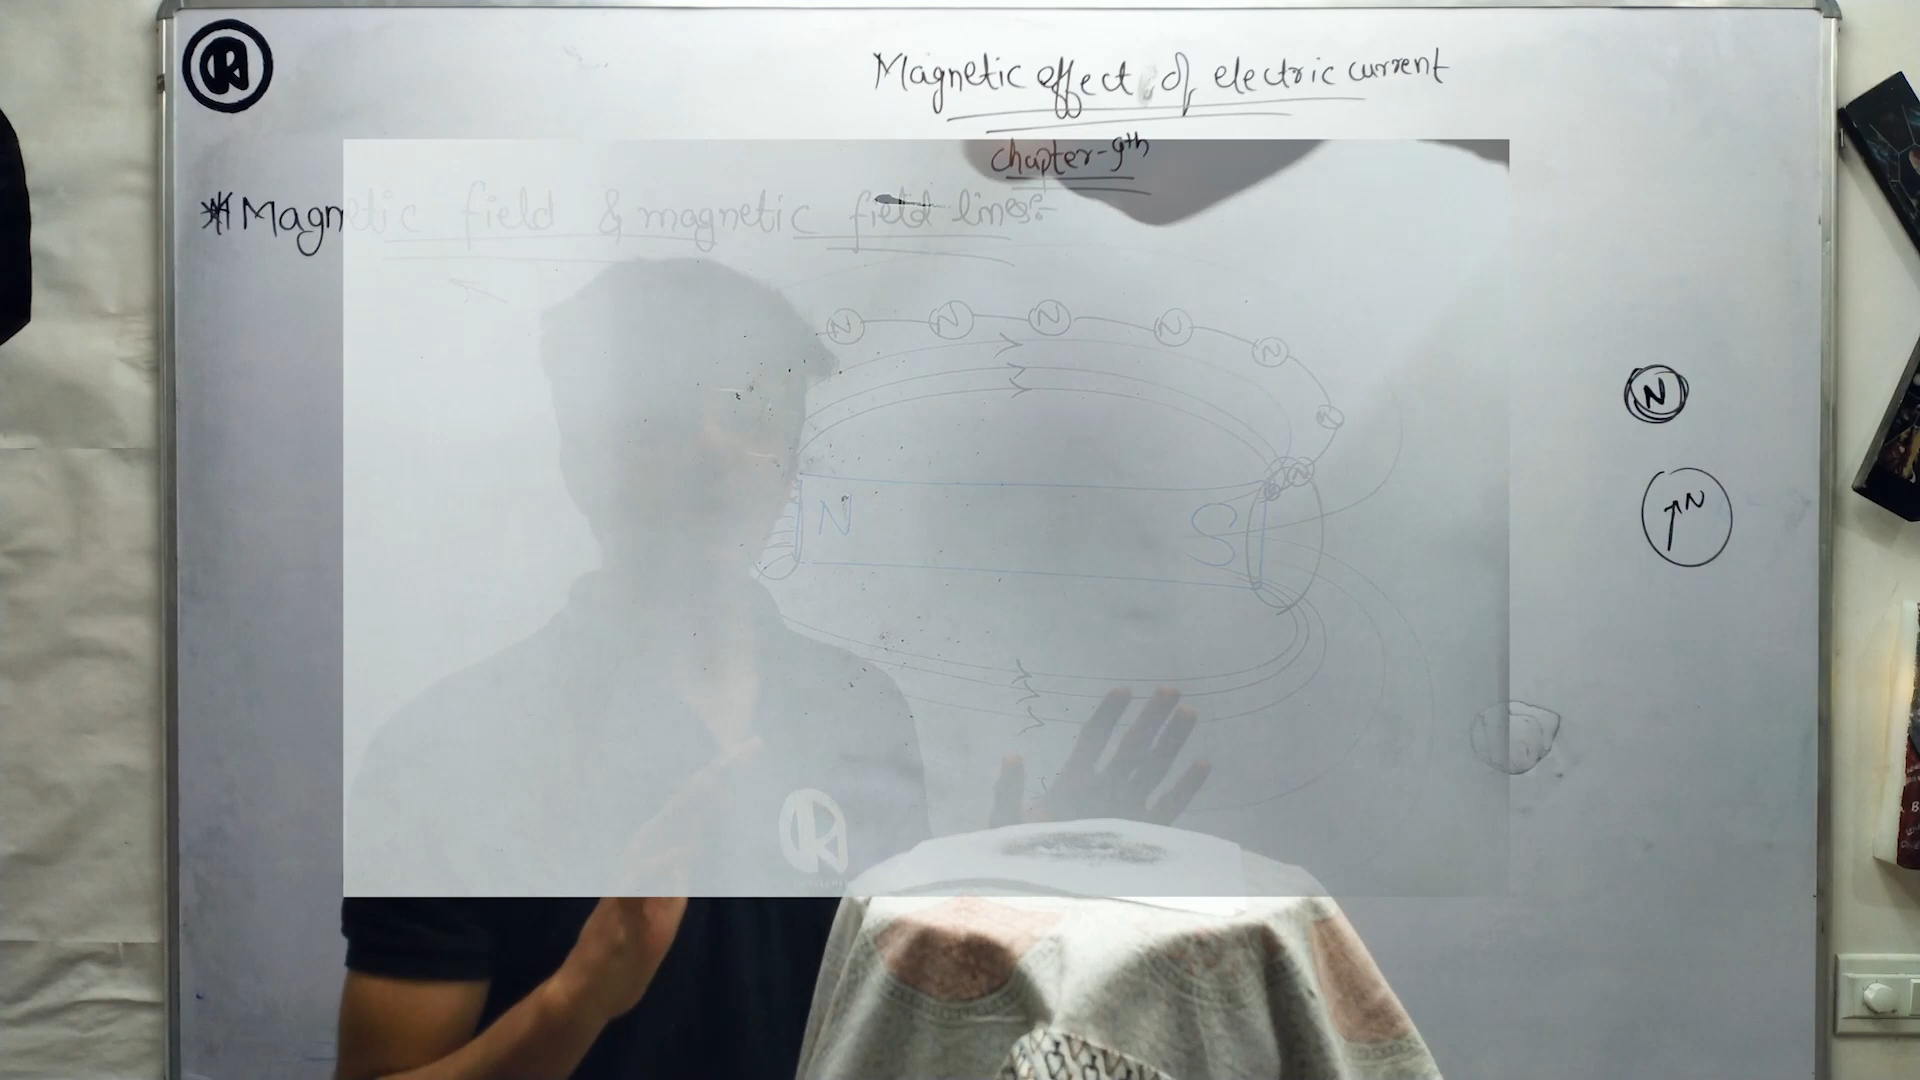 Magnetic effect of electric current
Chapter-9th
* Magnetic field & magnetic field lines:-
N N N N N
N
N
N
N S
N
N